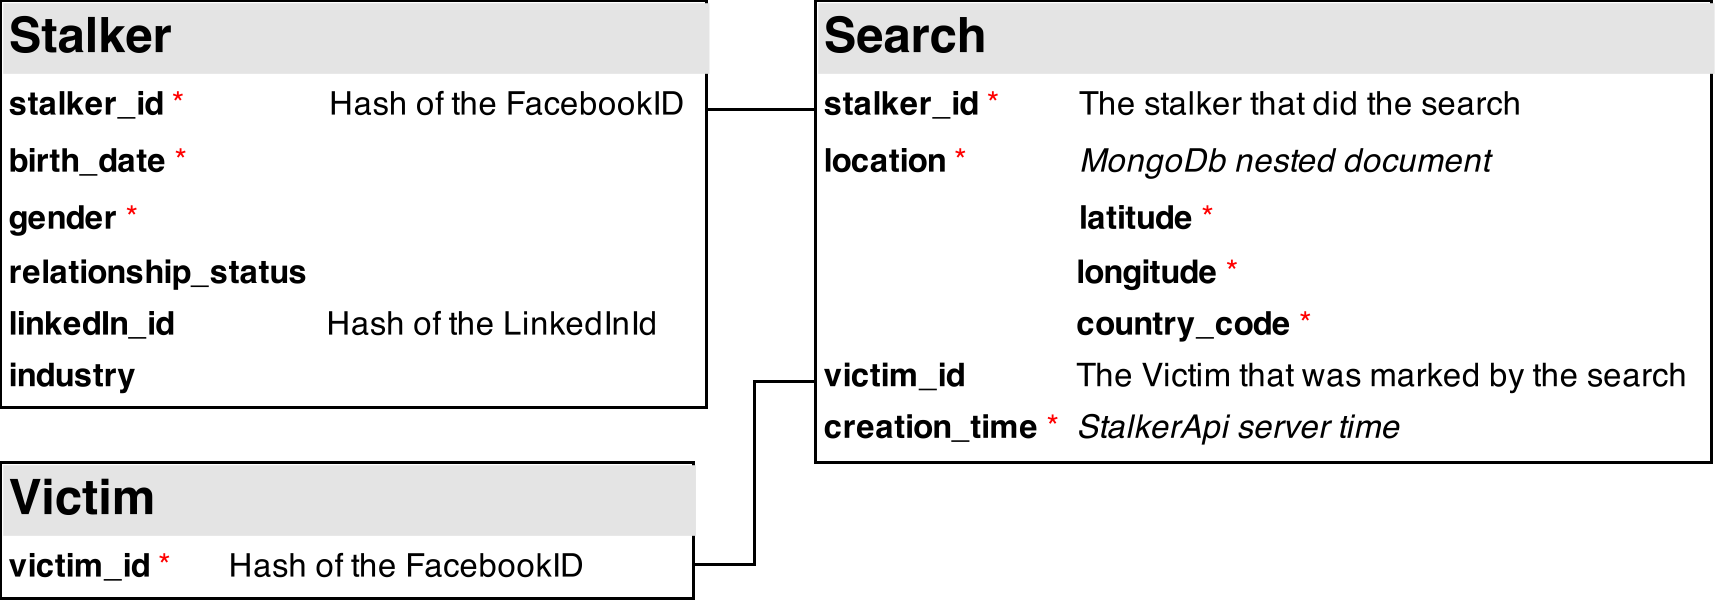 Stalker
stalker_id * Hash of the FacebookID
birth_date *
gender *
relationship_status
linkedIn_id Hash of the LinkedInId
industry
Search
stalker_id * The stalker that did the search
location * MongoDb nested document
latitude *
longitude *
country_code *
victim_id The Victim that was marked by the search
creation_time * StalkerApi server time
Victim
victim_id * Hash of the FacebookID